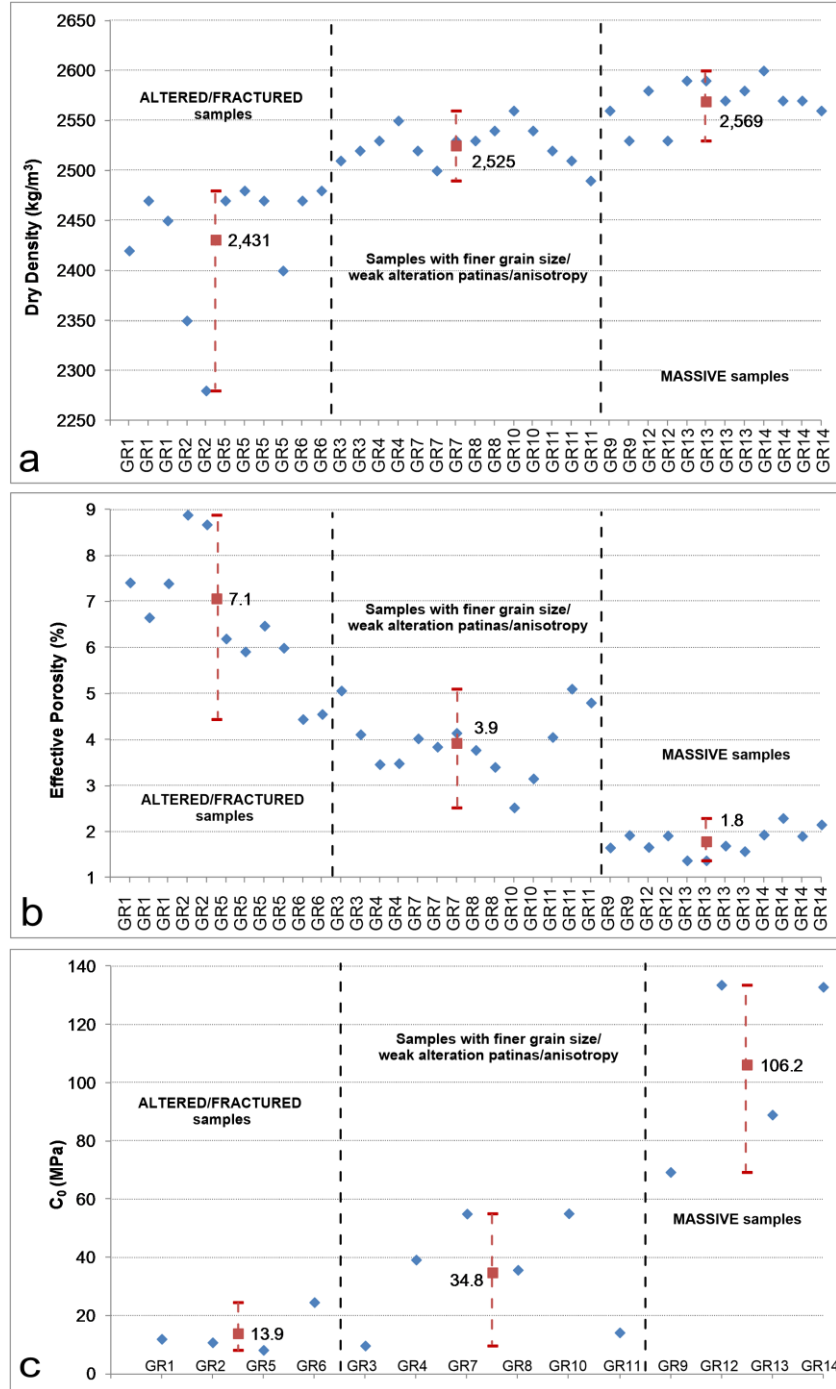 2650
2600
2550
2500
2450
2400
2350
2300
2250
Dry Density (kg/m³)
ALTERED/FRACTURED
samples
2,431
2,525
Samples with finer grain size/
weak alteration patinas/anisotropy
2,569
MASSIVE samples
GR1 GR1 GR1 GR2 GR2 GR5 GR5 GR5 GR5 GR6 GR6 GR3 GR3 GR4 GR4 GR7 GR7 GR7 GR8 GR8 GR10 GR10 GR11 GR11 GR11 GR9 GR9 GR12 GR12 GR13 GR13 GR13 GR13 GR14 GR14 GR14 GR14
a
9
8
7
6
5
4
3
2
1
Effective Porosity (%)
7.1
ALTERED/FRACTURED
samples
Samples with finer grain size/
weak alteration patinas/anisotropy
3.9
MASSIVE samples
1.8
GR1 GR1 GR1 GR2 GR2 GR5 GR5 GR5 GR5 GR6 GR6 GR3 GR3 GR4 GR4 GR7 GR7 GR7 GR8 GR8 GR10 GR10 GR11 GR11 GR11 GR9 GR9 GR12 GR12 GR13 GR13 GR13 GR13 GR14 GR14 GR14 GR14
b
140
120
100
80
60
40
20
0
C₀ (MPa)
ALTERED/FRACTURED
samples
13.9
Samples with finer grain size/
weak alteration patinas/anisotropy
34.8
106.2
MASSIVE samples
GR1 GR2 GR5 GR6 GR3 GR4 GR7 GR8 GR10 GR11 GR9 GR12 GR13 GR14
c